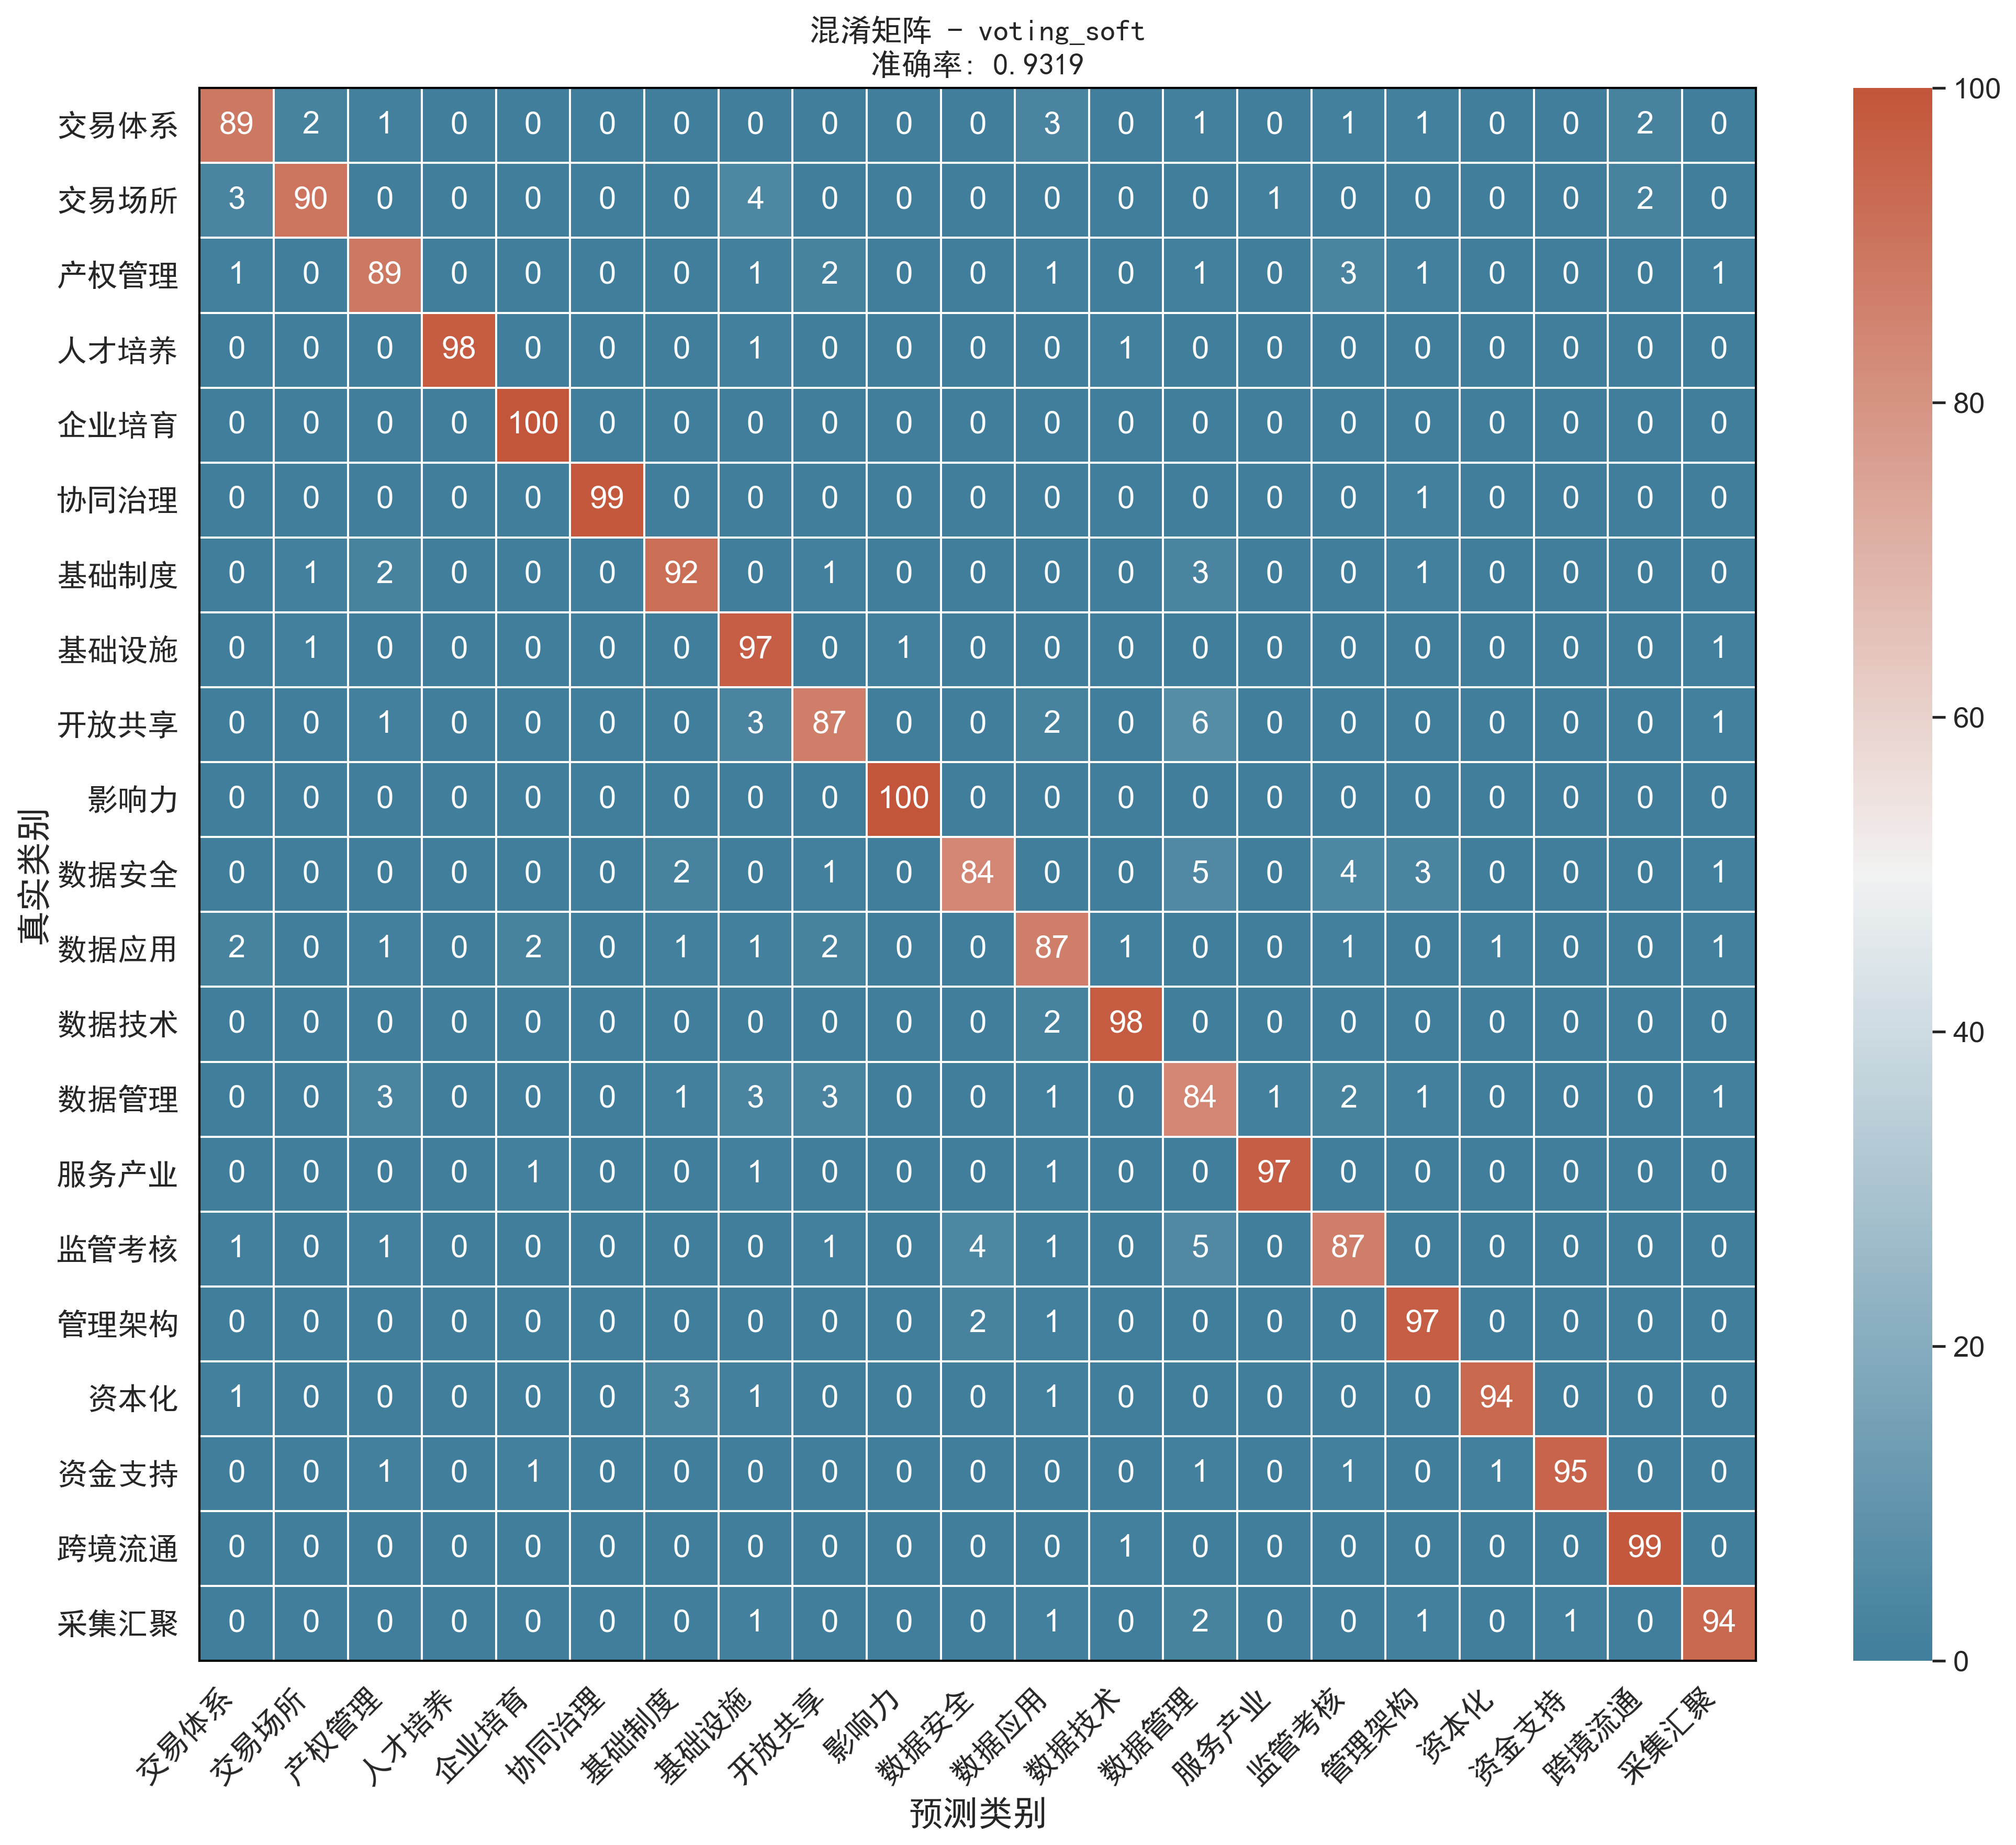 混淆矩阵 - voting_soft
准确率: 0.9319
交易体系 89 2 1 0 0 0 0 0 0 0 0 3 0 1 0 1 1 0 0 2 0
交易场所 3 90 0 0 0 0 0 4 0 0 0 0 0 0 1 0 0 0 0 2 0
产权管理 1 0 89 0 0 0 0 1 2 0 0 1 0 1 0 3 1 0 0 0 1
人才培养 0 0 0 98 0 0 0 1 0 0 0 0 1 0 0 0 0 0 0 0 0
企业培育 0 0 0 0 100 0 0 0 0 0 0 0 0 0 0 0 0 0 0 0 0
协同治理 0 0 0 0 0 99 0 0 0 0 0 0 0 0 0 0 1 0 0 0 0
基础制度 0 1 2 0 0 0 92 0 1 0 0 0 0 3 0 0 1 0 0 0 0
基础设施 0 1 0 0 0 0 0 97 0 1 0 0 0 0 0 0 0 0 0 0 1
开放共享 0 0 1 0 0 0 0 3 87 0 0 2 0 6 0 0 0 0 0 0 1
影响力 0 0 0 0 0 0 0 0 0 100 0 0 0 0 0 0 0 0 0 0 0
数据安全 0 0 0 0 0 0 2 0 1 0 84 0 0 5 0 4 3 0 0 0 1
数据应用 2 0 1 0 2 0 1 1 2 0 0 87 1 0 0 1 0 1 0 0 1
数据技术 0 0 0 0 0 0 0 0 0 0 0 2 98 0 0 0 0 0 0 0 0
数据管理 0 0 3 0 0 0 1 3 3 0 0 1 0 84 1 2 1 0 0 0 1
服务产业 0 0 0 0 1 0 0 1 0 0 0 1 0 0 97 0 0 0 0 0 0
监管考核 1 0 1 0 0 0 0 0 1 0 4 1 0 5 0 87 0 0 0 0 0
管理架构 0 0 0 0 0 0 0 0 0 0 2 1 0 0 0 0 97 0 0 0 0
资本化 1 0 0 0 0 0 3 1 0 0 0 1 0 0 0 0 0 94 0 0 0
资金支持 0 0 1 0 1 0 0 0 0 0 0 0 0 1 0 1 0 1 95 0 0
跨境流通 0 0 0 0 0 0 0 0 0 0 0 0 1 0 0 0 0 0 0 99 0
采集汇聚 0 0 0 0 0 0 0 1 0 0 0 1 0 2 0 0 1 0 1 0 94
交易体系 交易场所 产权管理 人才培养 企业培育 协同治理 基础制度 基础设施 开放共享 影响力 数据安全 数据应用 数据技术 数据管理 服务产业 监管考核 管理架构 资本化 资金支持 跨境流通 采集汇聚
预测类别
真实类别
100
80
60
40
20
0